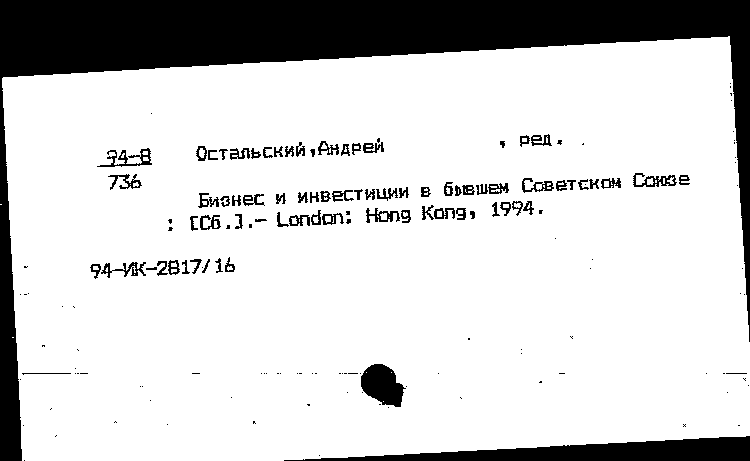 94-8 Остальский,Андрей , ред.
736
Бизнес и инвестиции в бывшем Советском Союзе
: [Сб.].- London: Hong Kong, 1994.
94-ИК-2817/16